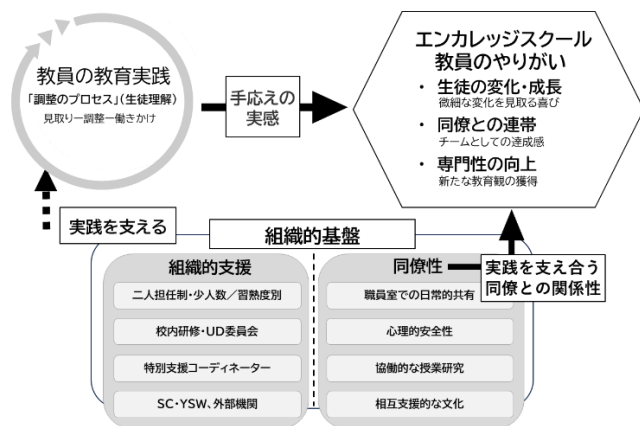 教員の教育実践
「調整のプロセス」（生徒理解）
見取り－調整－働きかけ
手応えの
実感
エンカレッジスクール
教員のやりがい
・ 生徒の変化・成長
微細な変化を見取る喜び
・ 同僚との連帯
チームとしての達成感
・ 専門性の向上
新たな教育観の獲得
実践を支える
組織的基盤
組織的支援
二人担任制・少人数／習熟度別
校内研修・UD委員会
特別支援コーディネーター
SC・YSW、外部機関
同僚性
職員室での日常的共有
心理的安全性
協働的な授業研究
相互支援的な文化
実践を支え合う
同僚との関係性